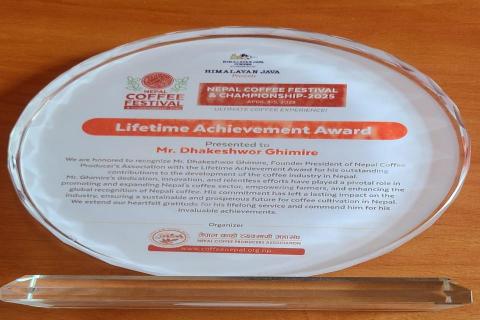 HIMALAYAN JAVA
HIMALAYAN JAVA
Presents
NEPAL
COFFEE
FESTIVAL
NEPAL COFFEE FESTIVAL
& CHAMPIONSHIP-2025
ULTIMATE COFFEE EXPERIENCE!
Lifetime Achievement Award
Presented to
Mr. Dhakeshwor Ghimire
We are honored to recognize Mr. Dhakeshwor Ghimire, Founder President of Nepal Coffee
Producer's Association with the Lifetime Achievement Award for his outstanding
contributions to the development of the coffee industry in Nepal.
Mr. Ghimire's dedication, innovation, and relentless efforts have played a pivotal role in
promoting and expanding Nepal's coffee sector, empowering farmers, and enhancing the
global recognition of Nepali coffee. His commitment has left a lasting impact on the
industry, ensuring a sustainable and prosperous future for coffee cultivation in Nepal.
We extend our heartfelt gratitude for his lifelong service and commend him for his
invaluable achievements.
Organizer
नेपाल कफी व्यवसायी महासंघ
NEPAL COFFEE PRODUCERS ASSOCIATION
www.coffeenepal.org.np